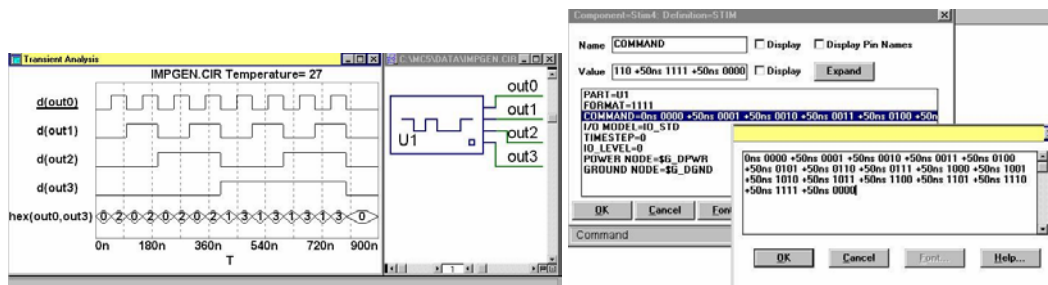 Transient Analysis
IMPGEN.CIR Temperature= 27
d(out0)
d(out1)
d(out2)
d(out3)
hex(out0,out3) 0 2 0 2 0 2 0 2 1 3 1 3 1 3 1 3 0
0n 180n 360n 540n 720n 900n
T
C:\MC5\DATA\IMPGEN.CIR
out0
out1
out2
out3
U1
1
Component=Stim4: Definition=STIM
Name COMMAND Display Display Pin Names
Value 110 +50ns 1111 +50ns 0000 Display Expand
PART=U1
FORMAT=1111
COMMAND=0ns 0000 +50ns 0001 +50ns 0010 +50ns 0011 +50ns 0100 +50n
I/O MODEL=IO_STD
TIMESTEP=0
IO_LEVEL=0
POWER NODE=$G_DPWR
GROUND NODE=$G_DGND
OK Cancel Fon
Command
0ns 0000 +50ns 0001 +50ns 0010 +50ns 0011 +50ns 0100
+50ns 0101 +50ns 0110 +50ns 0111 +50ns 1000 +50ns 1001
+50ns 1010 +50ns 1011 +50ns 1100 +50ns 1101 +50ns 1110
+50ns 1111 +50ns 0000
OK Cancel Font... Help...